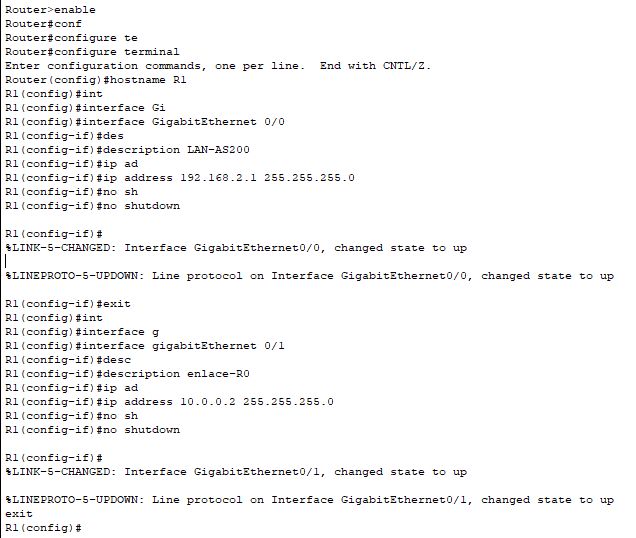 Router>enable
Router#conf
Router#configure te
Router#configure terminal
Enter configuration commands, one per line.  End with CNTL/Z.
Router(config)#hostname R1
R1(config)#int
R1(config)#interface Gi
R1(config)#interface GigabitEthernet 0/0
R1(config-if)#des
R1(config-if)#description LAN-AS200
R1(config-if)#ip ad
R1(config-if)#ip address 192.168.2.1 255.255.255.0
R1(config-if)#no sh
R1(config-if)#no shutdown
R1(config-if)#
%LINK-5-CHANGED: Interface GigabitEthernet0/0, changed state to up
%LINEPROTO-5-UPDOWN: Line protocol on Interface GigabitEthernet0/0, changed state to up
R1(config-if)#exit
R1(config)#int
R1(config)#interface g
R1(config)#interface gigabitEthernet 0/1
R1(config-if)#desc
R1(config-if)#description enlace-R0
R1(config-if)#ip ad
R1(config-if)#ip address 10.0.0.2 255.255.255.0
R1(config-if)#no sh
R1(config-if)#no shutdown
R1(config-if)#
%LINK-5-CHANGED: Interface GigabitEthernet0/1, changed state to up
%LINEPROTO-5-UPDOWN: Line protocol on Interface GigabitEthernet0/1, changed state to up
exit
R1(config)#